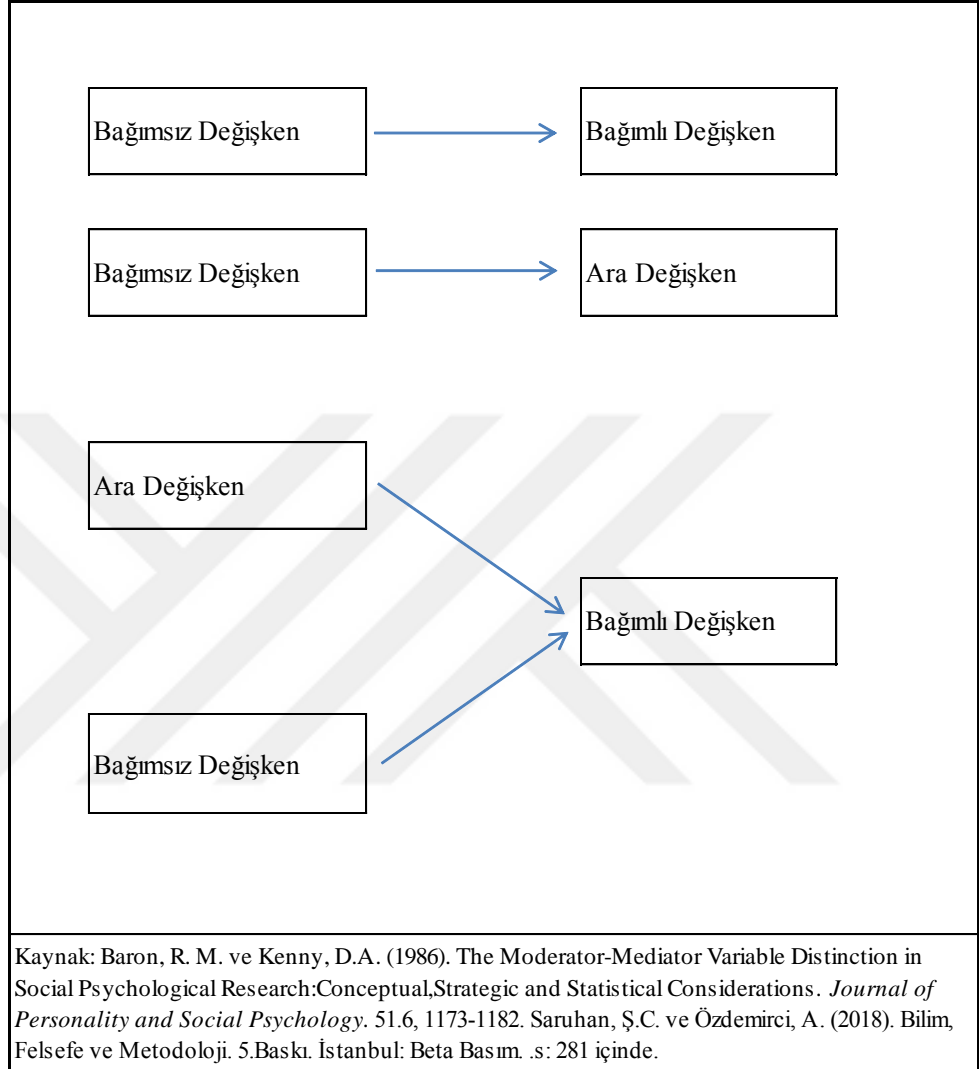 Bağımsız Değişken
Bağımlı Değişken
Bağımsız Değişken
Ara Değişken
Ara Değişken
Bağımlı Değişken
Bağımsız Değişken
Kaynak: Baron, R. M. ve Kenny, D.A. (1986). The Moderator-Mediator Variable Distinction in
Social Psychological Research:Conceptual,Strategic and Statistical Considerations. Journal of
Personality and Social Psychology. 51.6, 1173-1182. Saruhan, Ş.C. ve Özdemirci, A. (2018). Bilim,
Felsefe ve Metodoloji. 5.Baskı. İstanbul: Beta Basım. .s: 281 içinde.